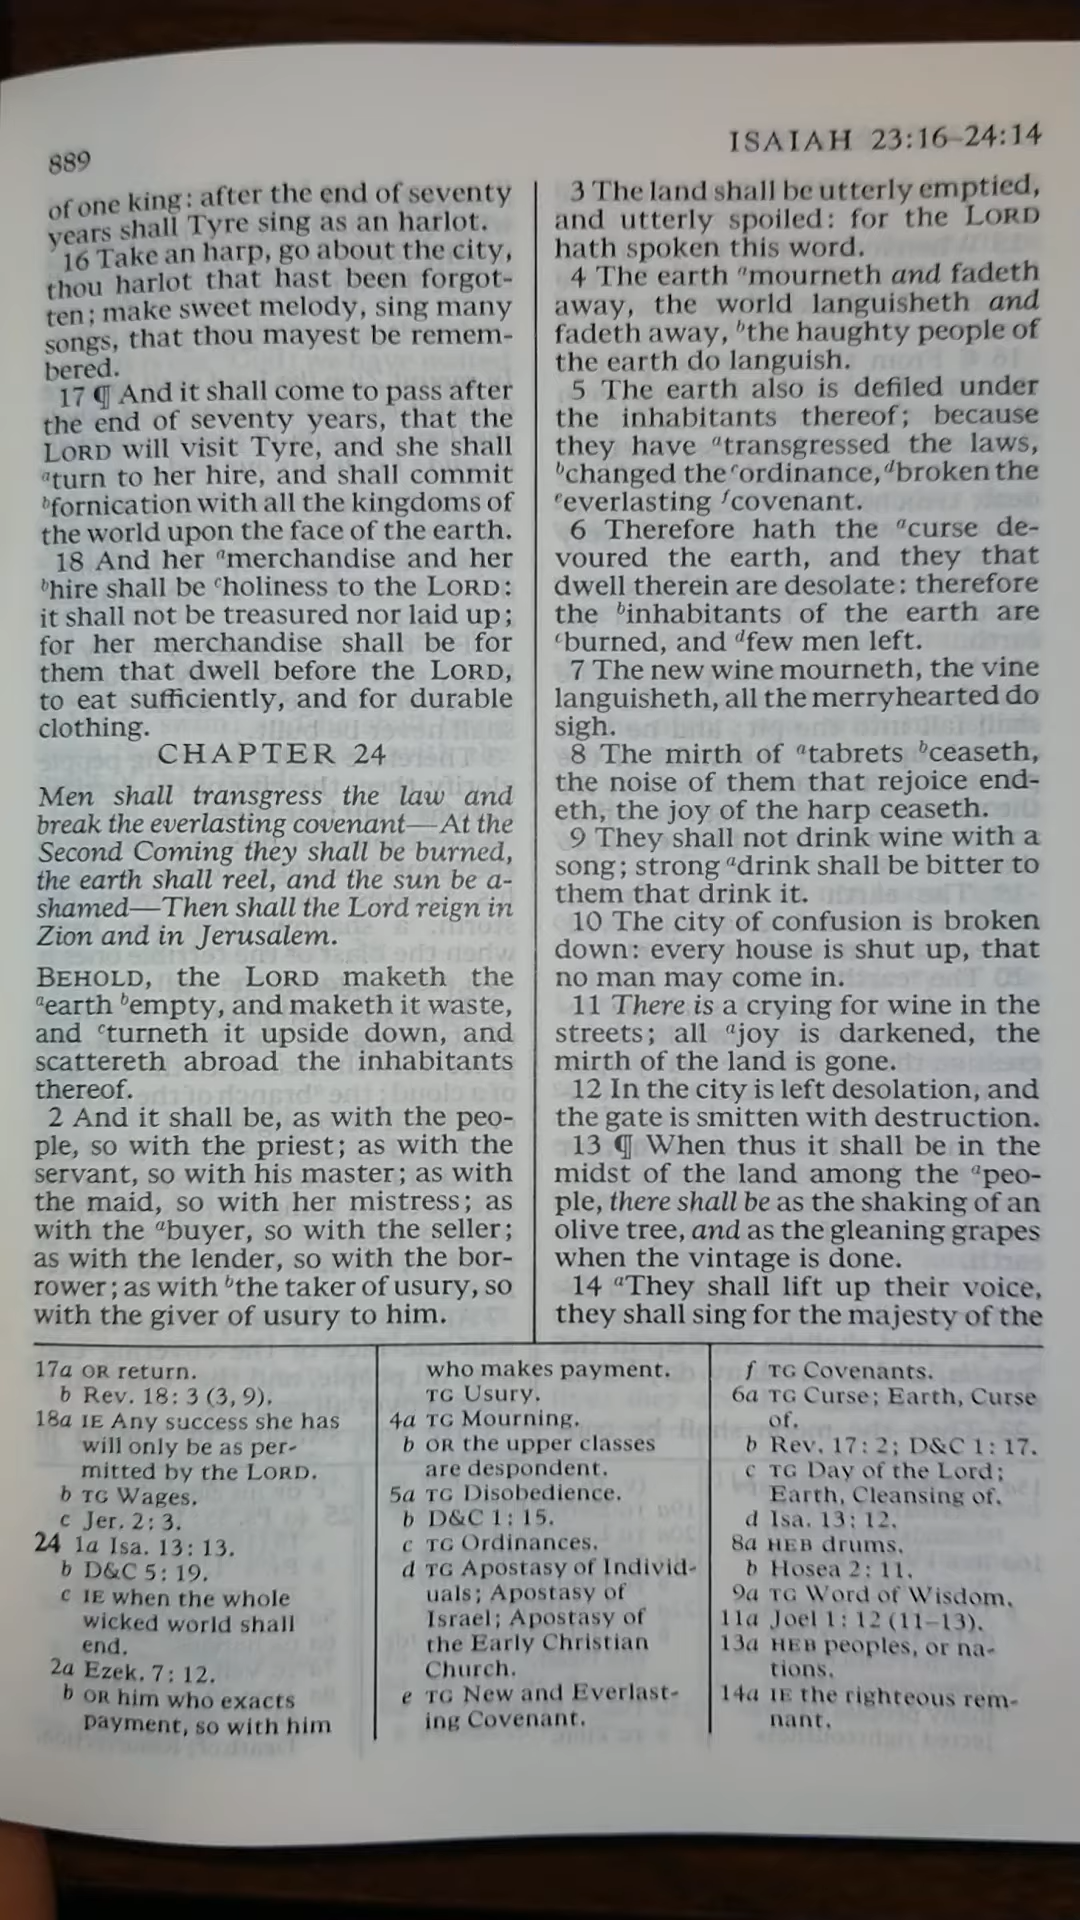 889
ISAIAH 23:16–24:14
of one king: after the end of seventy
years shall Tyre sing as an harlot.
16 Take an harp, go about the city,
thou harlot that hast been forgot-
ten; make sweet melody, sing many
songs, that thou mayest be remem-
bered.
17 ¶ And it shall come to pass after
the end of seventy years, that the
LORD will visit Tyre, and she shall
aturn to her hire, and shall commit
bfornication with all the kingdoms of
the world upon the face of the earth.
18 And her amerchandise and her
bhire shall be choliness to the LORD:
it shall not be treasured nor laid up;
for her merchandise shall be for
them that dwell before the LORD,
to eat sufficiently, and for durable
clothing.
CHAPTER 24
Men shall transgress the law and
break the everlasting covenant—At the
Second Coming they shall be burned,
the earth shall reel, and the sun be a-
shamed—Then shall the Lord reign in
Zion and in Jerusalem.
BEHOLD, the LORD maketh the
aearth bempty, and maketh it waste,
and cturneth it upside down, and
scattereth abroad the inhabitants
thereof.
2 And it shall be, as with the peo-
ple, so with the priest; as with the
servant, so with his master; as with
the maid, so with her mistress; as
with the abuyer, so with the seller;
as with the lender, so with the bor-
rower; as with bthe taker of usury, so
with the giver of usury to him.
3 The land shall be utterly emptied,
and utterly spoiled: for the LORD
hath spoken this word.
4 The earth amourneth and fadeth
away, the world languisheth and
fadeth away, bthe haughty people of
the earth do languish.
5 The earth also is defiled under
the inhabitants thereof; because
they have atransgressed the laws,
bchanged the cordinance, dbroken the
eeverlasting fcovenant.
6 Therefore hath the acurse de-
voured the earth, and they that
dwell therein are desolate: therefore
the binhabitants of the earth are
cburned, and dfew men left.
7 The new wine mourneth, the vine
languisheth, all the merryhearted do
sigh.
8 The mirth of atabrets bceaseth,
the noise of them that rejoice end-
eth, the joy of the harp ceaseth.
9 They shall not drink wine with a
song; strong adrink shall be bitter to
them that drink it.
10 The city of confusion is broken
down: every house is shut up, that
no man may come in.
11 There is a crying for wine in the
streets; all ajoy is darkened, the
mirth of the land is gone.
12 In the city is left desolation, and
the gate is smitten with destruction.
13 ¶ When thus it shall be in the
midst of the land among the apeo-
ple, there shall be as the shaking of an
olive tree, and as the gleaning grapes
when the vintage is done.
14 aThey shall lift up their voice,
they shall sing for the majesty of the
17a OR return.
b Rev. 18: 3 (3, 9).
18a IE Any success she has
will only be as per-
mitted by the LORD.
b TG Wages.
c Jer. 2: 3.
24 1a Isa. 13: 13.
b D&C 5: 19.
c IE when the whole
wicked world shall
end.
2a Ezek. 7: 12.
b OR him who exacts
payment, so with him
who makes payment.
TG Usury.
4a TG Mourning.
b OR the upper classes
are despondent.
5a TG Disobedience.
b D&C 1: 15.
c TG Ordinances.
d TG Apostasy of Individ-
uals; Apostasy of
Israel; Apostasy of
the Early Christian
Church.
e TG New and Everlast-
ing Covenant.
f TG Covenants.
6a TG Curse; Earth, Curse
of.
b Rev. 17: 2; D&C 1: 17.
c TG Day of the Lord;
Earth, Cleansing of.
d Isa. 13: 12.
8a HEB drums.
b Hosea 2: 11.
9a TG Word of Wisdom.
11a Joel 1: 12 (11–13).
13a HEB peoples, or na-
tions.
14a IE the righteous rem-
nant.